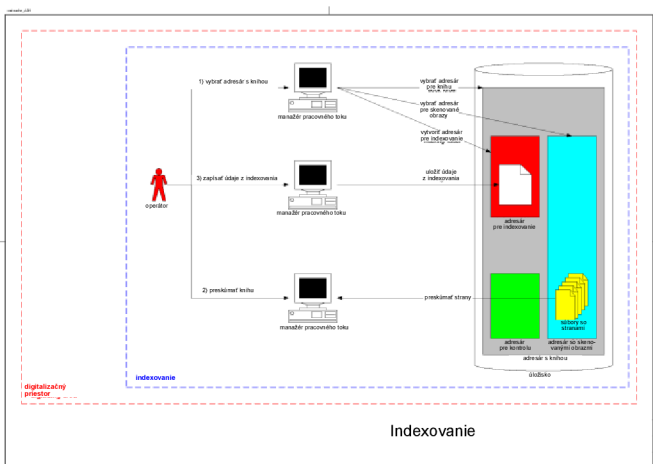 1) vybrať adresár s knihou
manažér pracovného toku
vybrať adresár
pre knihu
vybrať adresár
pre skenované
obrazy
vytvoriť adresár
pre indexovanie
operátor
3) zapísať údaje z indexovania
manažér pracovného toku
uložiť údaje
z indexovania
adresár
pre indexovanie
2) preskúmať knihu
manažér pracovného toku
preskúmať strany
súbory so
stranami
adresár
pre kontrolu
adresár so skeno-
vanými obrazmi
adresár s knihou
úložisko
indexovanie
digitalizačný
priestor
Indexovanie